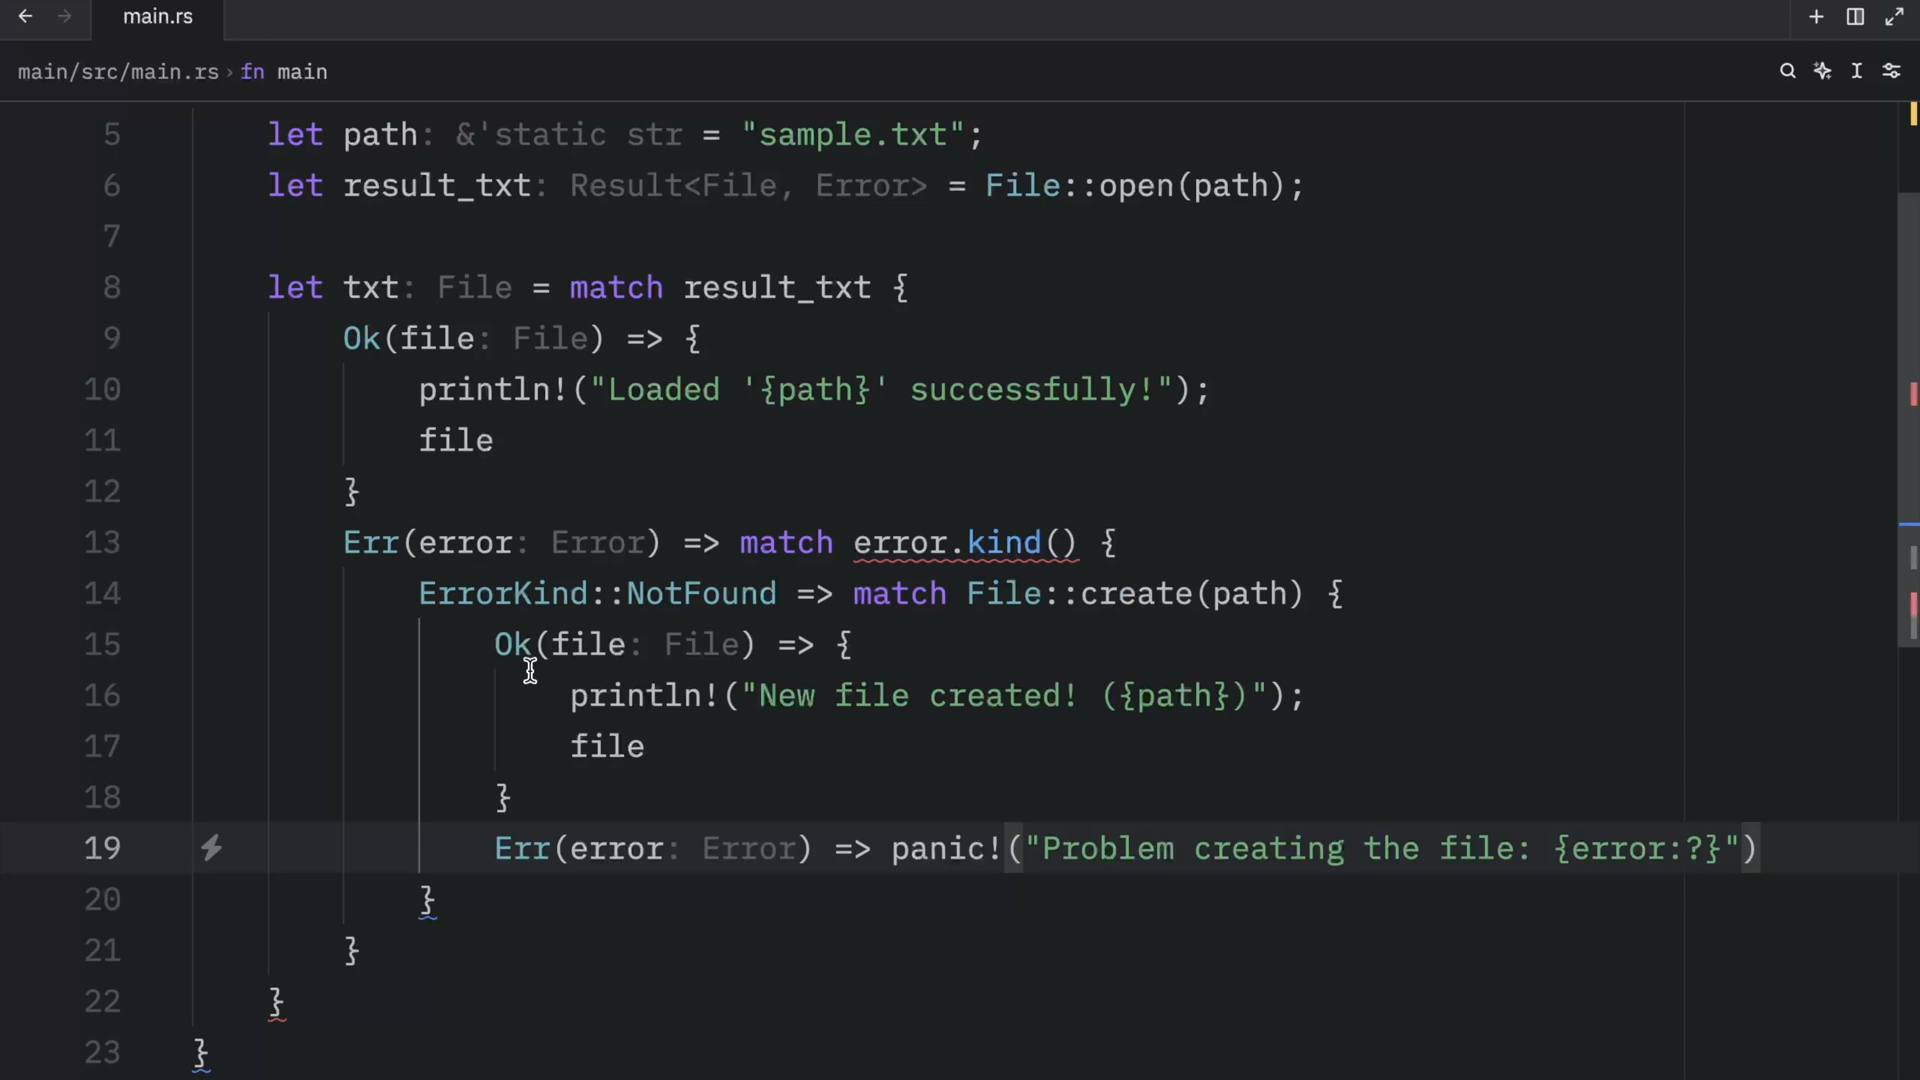 main.rs
main/src/main.rs › fn main
5 let path: &'static str = "sample.txt";
6 let result_txt: Result<File, Error> = File::open(path);
7
8 let txt: File = match result_txt {
9 Ok(file: File) => {
10 println!("Loaded '{path}' successfully!");
11 file
12 }
13 Err(error: Error) => match error.kind() {
14 ErrorKind::NotFound => match File::create(path) {
15 Ok(file: File) => {
16 println!("New file created! ({path})");
17 file
18 }
19 Err(error: Error) => panic!("Problem creating the file: {error:?}")
20 }
21 }
22 }
23 }